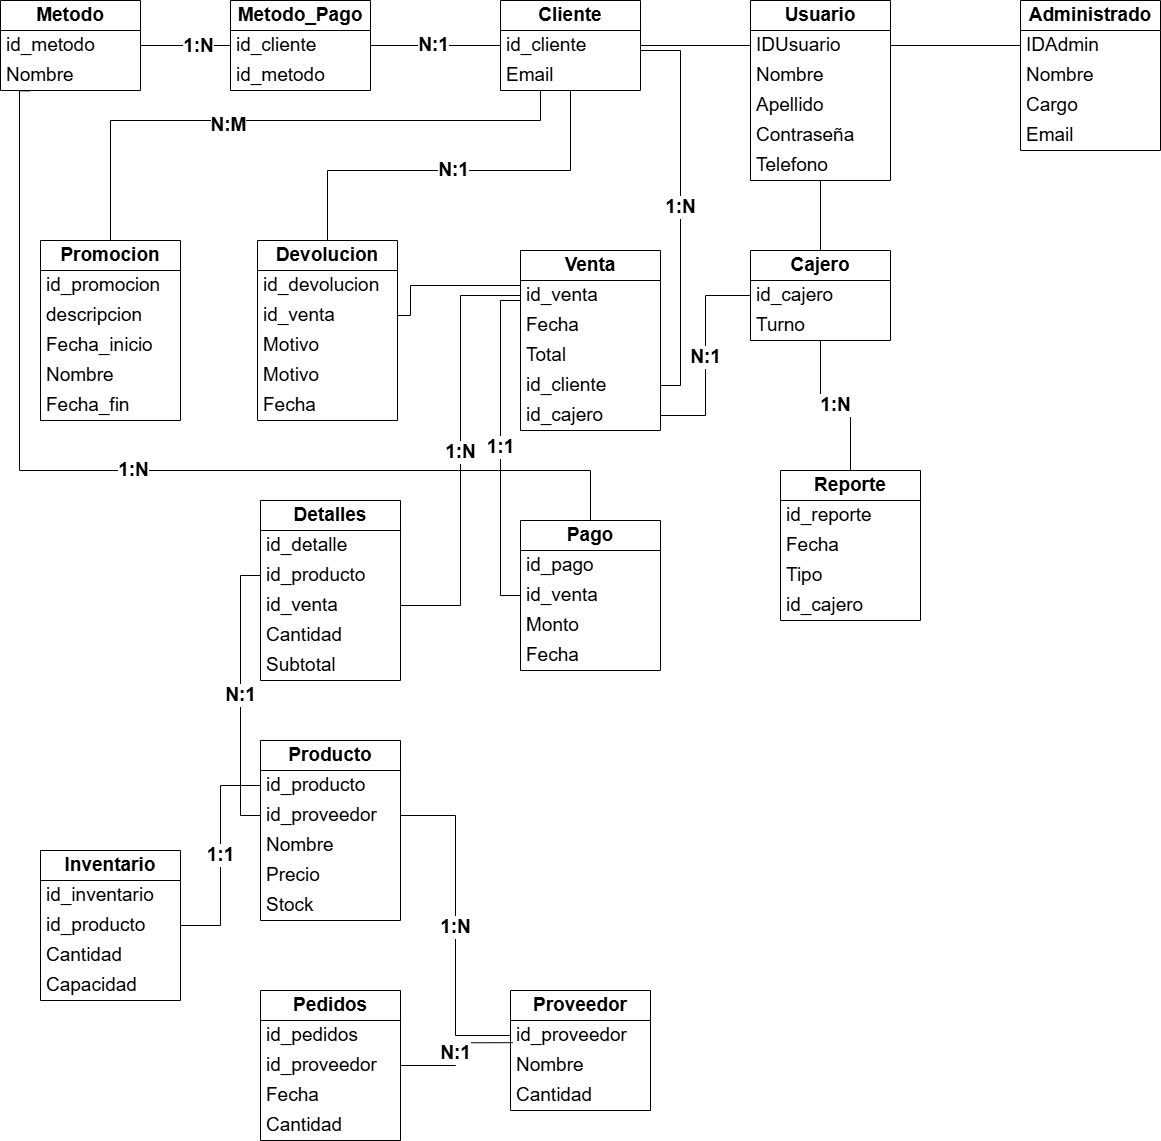 Metodo
id_metodo
Nombre
1:N
Metodo_Pago
id_cliente
id_metodo
N:1
Cliente
id_cliente
Email
Usuario
IDUsuario
Nombre
Apellido
Contraseña
Telefono
Administrado
IDAdmin
Nombre
Cargo
Email
N:M
N:1
1:N
Promocion
id_promocion
descripcion
Fecha_inicio
Nombre
Fecha_fin
Devolucion
id_devolucion
id_venta
Motivo
Motivo
Fecha
Venta
id_venta
Fecha
Total
id_cliente
id_cajero
N:1
Cajero
id_cajero
Turno
1:N
1:N
1:1
1:N
Detalles
id_detalle
id_producto
id_venta
Cantidad
Subtotal
Pago
id_pago
id_venta
Monto
Fecha
Reporte
id_reporte
Fecha
Tipo
id_cajero
N:1
Producto
id_producto
id_proveedor
Nombre
Precio
Stock
1:1
Inventario
id_inventario
id_producto
Cantidad
Capacidad
1:N
Pedidos
id_pedidos
id_proveedor
Fecha
Cantidad
N:1
Proveedor
id_proveedor
Nombre
Cantidad